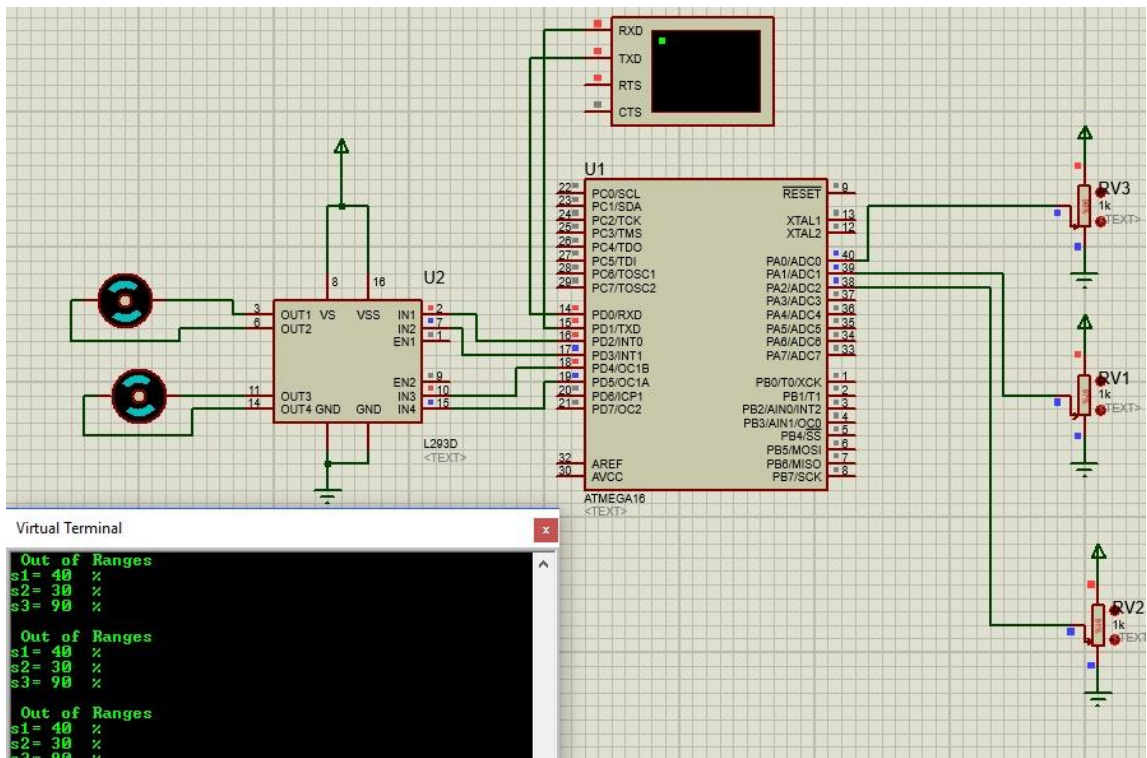 RXD
TXD
RTS
CTS
U1
22 PC0/SCL
23 PC1/SDA
24 PC2/TCK
25 PC3/TMS
26 PC4/TDO
27 PC5/TDI
28 PC6/TOSC1
29 PC7/TOSC2
14 PD0/RXD
15 PD1/TXD
16 PD2/INT0
17 PD3/INT1
18 PD4/OC1B
19 PD5/OC1A
20 PD6/ICP1
21 PD7/OC2
32 AREF
30 AVCC
RESET 9
XTAL1 13
XTAL2 12
PA0/ADC0 40
PA1/ADC1 39
PA2/ADC2 38
PA3/ADC3 37
PA4/ADC4 36
PA5/ADC5 35
PA6/ADC6 34
PA7/ADC7 33
PB0/T0/XCK 1
PB1/T1 2
PB2/AIN0/INT2 3
PB3/AIN1/OC0 4
PB4/SS 5
PB5/MOSI 6
PB6/MISO 7
PB7/SCK 8
ATMEGA16
<TEXT>
U2
8 16
3 OUT1 VS VSS IN1 2
6 OUT2 IN2 7
EN1 1
EN2 9
11 OUT3 IN3 10
14 OUT4 GND GND IN4 15
L293D
<TEXT>
RV3
1k
<TEXT>
RV1
1k
<TEXT>
RV2
1k
<TEXT
Virtual Terminal
x
Out of Ranges
s1= 40 %
s2= 30 %
s3= 90 %
Out of Ranges
s1= 40 %
s2= 30 %
s3= 90 %
Out of Ranges
s1= 40 %
s2= 30 %
s3= 90 %